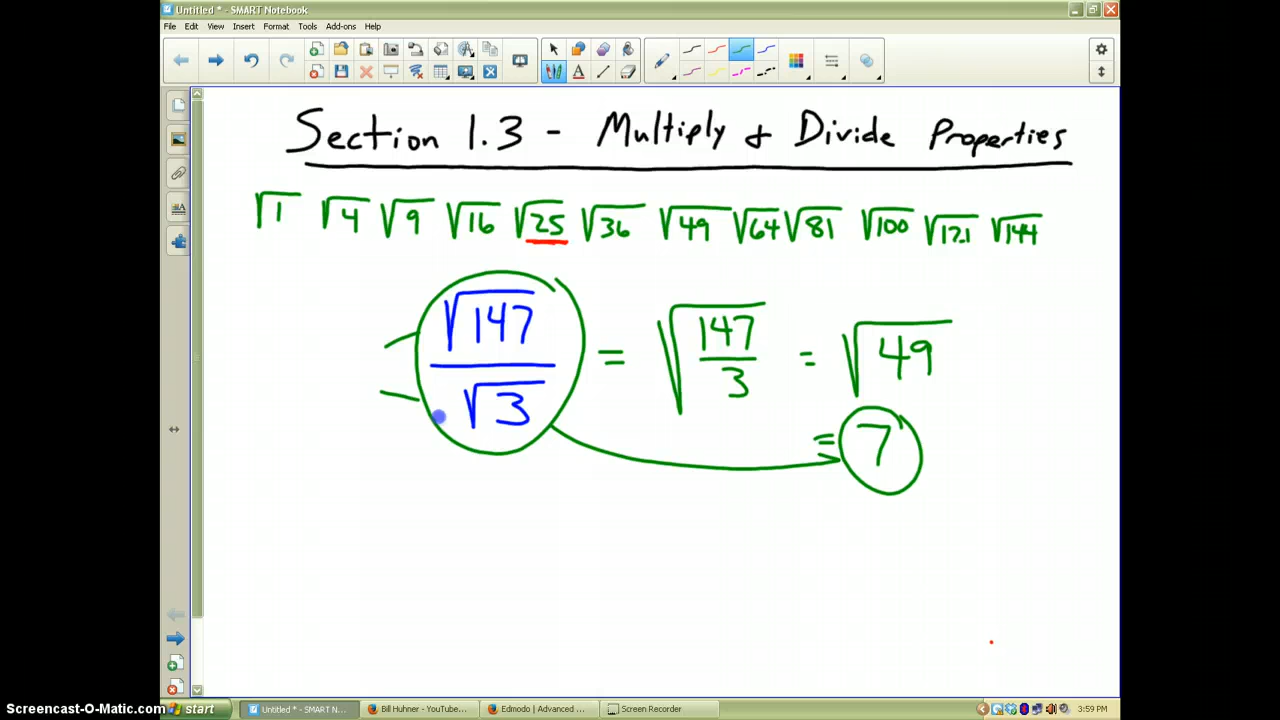 Untitled * - SMART Notebook
File Edit View Insert Format Tools Add-ons Help
Section 1.3 - Multiply & Divide Properties
√1 √4 √9 √16 √25 √36 √49 √64 √81 √100 √121 √144
√147 / √3 = √(147/3) = √49
= 7
Screencast-O-Matic.com
start Untitled * - SMART N... Bill Huhner - YouTube... Edmodo | Advanced ... Screen Recorder 3:59 PM